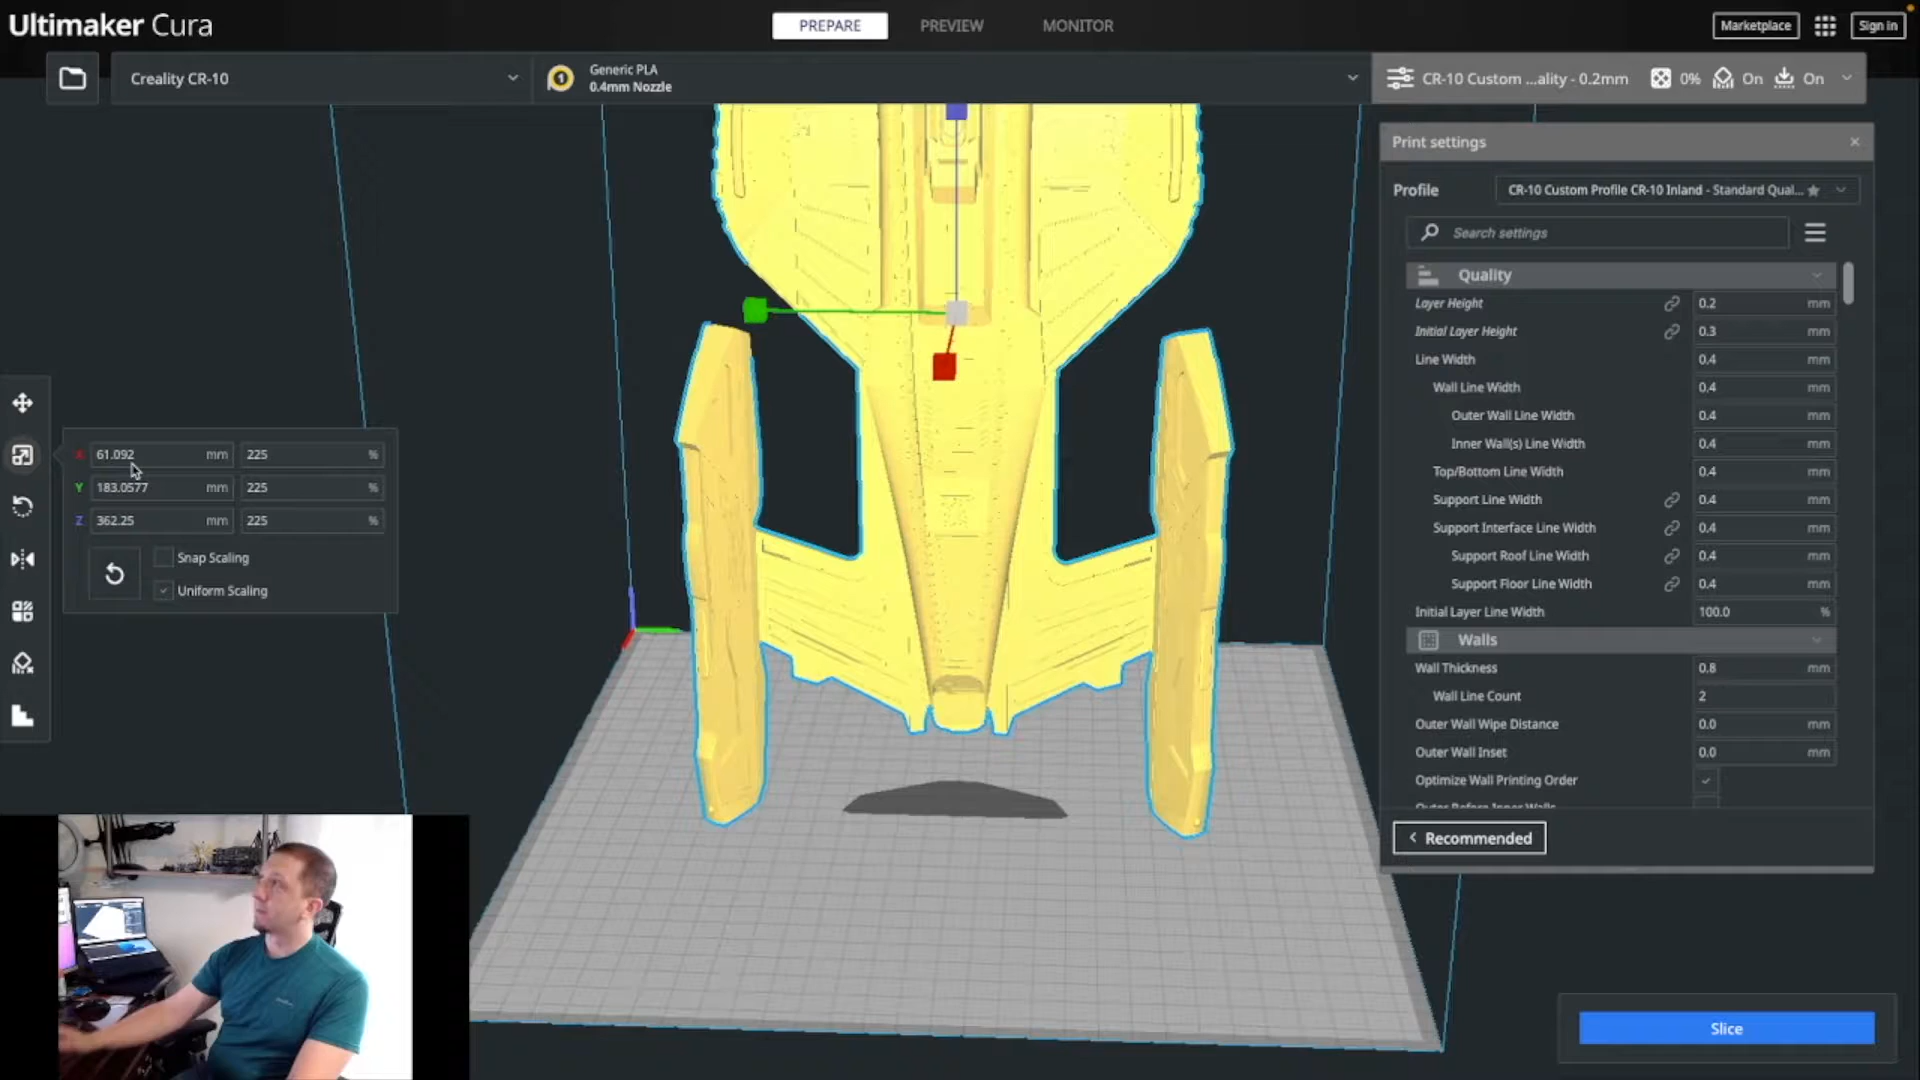 Ultimaker Cura
PREPARE
PREVIEW
MONITOR
Marketplace
Sign in
Creality CR-10
1
Generic PLA
0.4mm Nozzle
CR-10 Custom ...ality - 0.2mm
0%
On
On
Print settings
Profile
CR-10 Custom Profile CR-10 Inland - Standard Qual...
Search settings
Quality
Layer Height 0.2 mm
Initial Layer Height 0.3 mm
Line Width 0.4 mm
Wall Line Width 0.4 mm
Outer Wall Line Width 0.4 mm
Inner Wall(s) Line Width 0.4 mm
Top/Bottom Line Width 0.4 mm
Support Line Width 0.4 mm
Support Interface Line Width 0.4 mm
Support Roof Line Width 0.4 mm
Support Floor Line Width 0.4 mm
Initial Layer Line Width 100.0 %
Walls
Wall Thickness 0.8 mm
Wall Line Count 2
Outer Wall Wipe Distance 0.0 mm
Outer Wall Inset 0.0 mm
Optimize Wall Printing Order
Outer Before Inner Walls
Recommended
X 61.092 mm 225 %
Y 183.0577 mm 225 %
Z 362.25 mm 225 %
Snap Scaling
Uniform Scaling
Slice